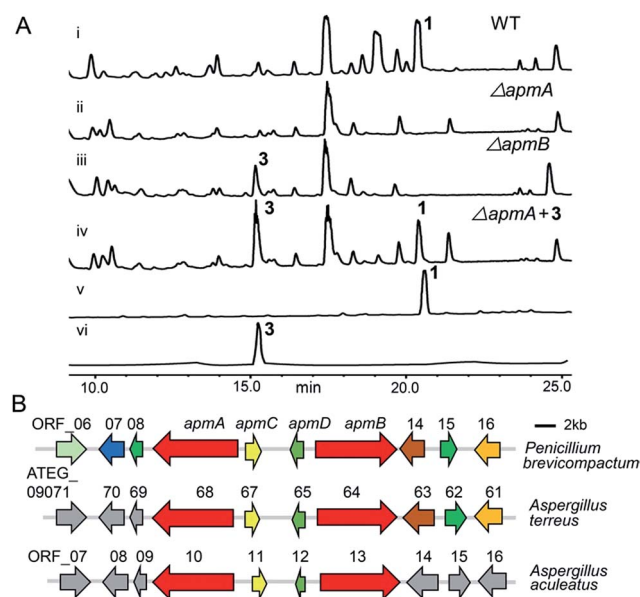 A
i
1
WT
ii
△apmA
iii
3
△apmB
iv
3
1
△apmA+3
v
1
vi
3
10.0 15.0 min 20.0 25.0
B
ORF_06 07 08 apmA apmC apmD apmB 14 15 16 2kb
Penicillium
brevicompactum
ATEG_
09071 70 69 68 67 65 64 63 62 61
Aspergillus
terreus
ORF_07 08 09 10 11 12 13 14 15 16
Aspergillus
aculeatus